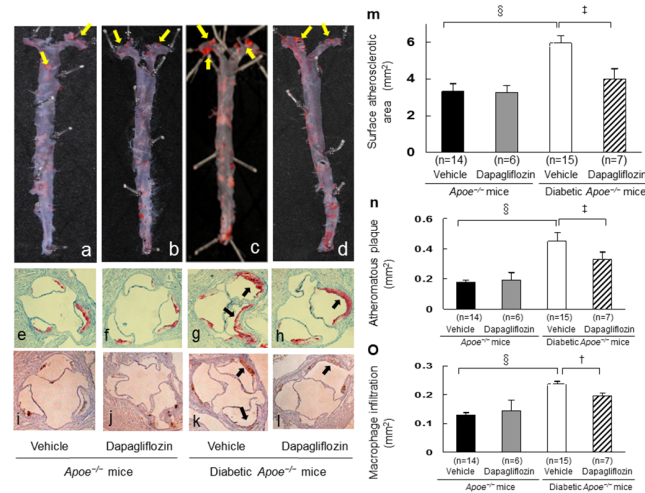 a
b
c
d
e
f
g
h
i
j
k
l
Vehicle
Dapagliflozin
Vehicle
Dapagliflozin
Apoe−/− mice
Diabetic Apoe−/− mice
m
Surface atherosclerotic
area (mm2)
8
6
4
2
0
§
‡
(n=14)
(n=6)
(n=15)
(n=7)
Vehicle
Dapagliflozin
Vehicle
Dapagliflozin
Apoe−/− mice
Diabetic Apoe−/− mice
n
Atheromatous plaque
(mm2)
0.6
0.4
0.2
0
§
‡
(n=14)
(n=6)
(n=15)
(n=7)
Vehicle
Dapagliflozin
Vehicle
Dapagliflozin
Apoe−/− mice
Diabetic Apoe−/− mice
O
Macrophage infiltration
(mm2)
0.3
0.2
0.1
0
§
†
(n=14)
(n=6)
(n=15)
(n=7)
Vehicle
Dapagliflozin
Vehicle
Dapagliflozin
Apoe−/− mice
Diabetic Apoe−/− mice